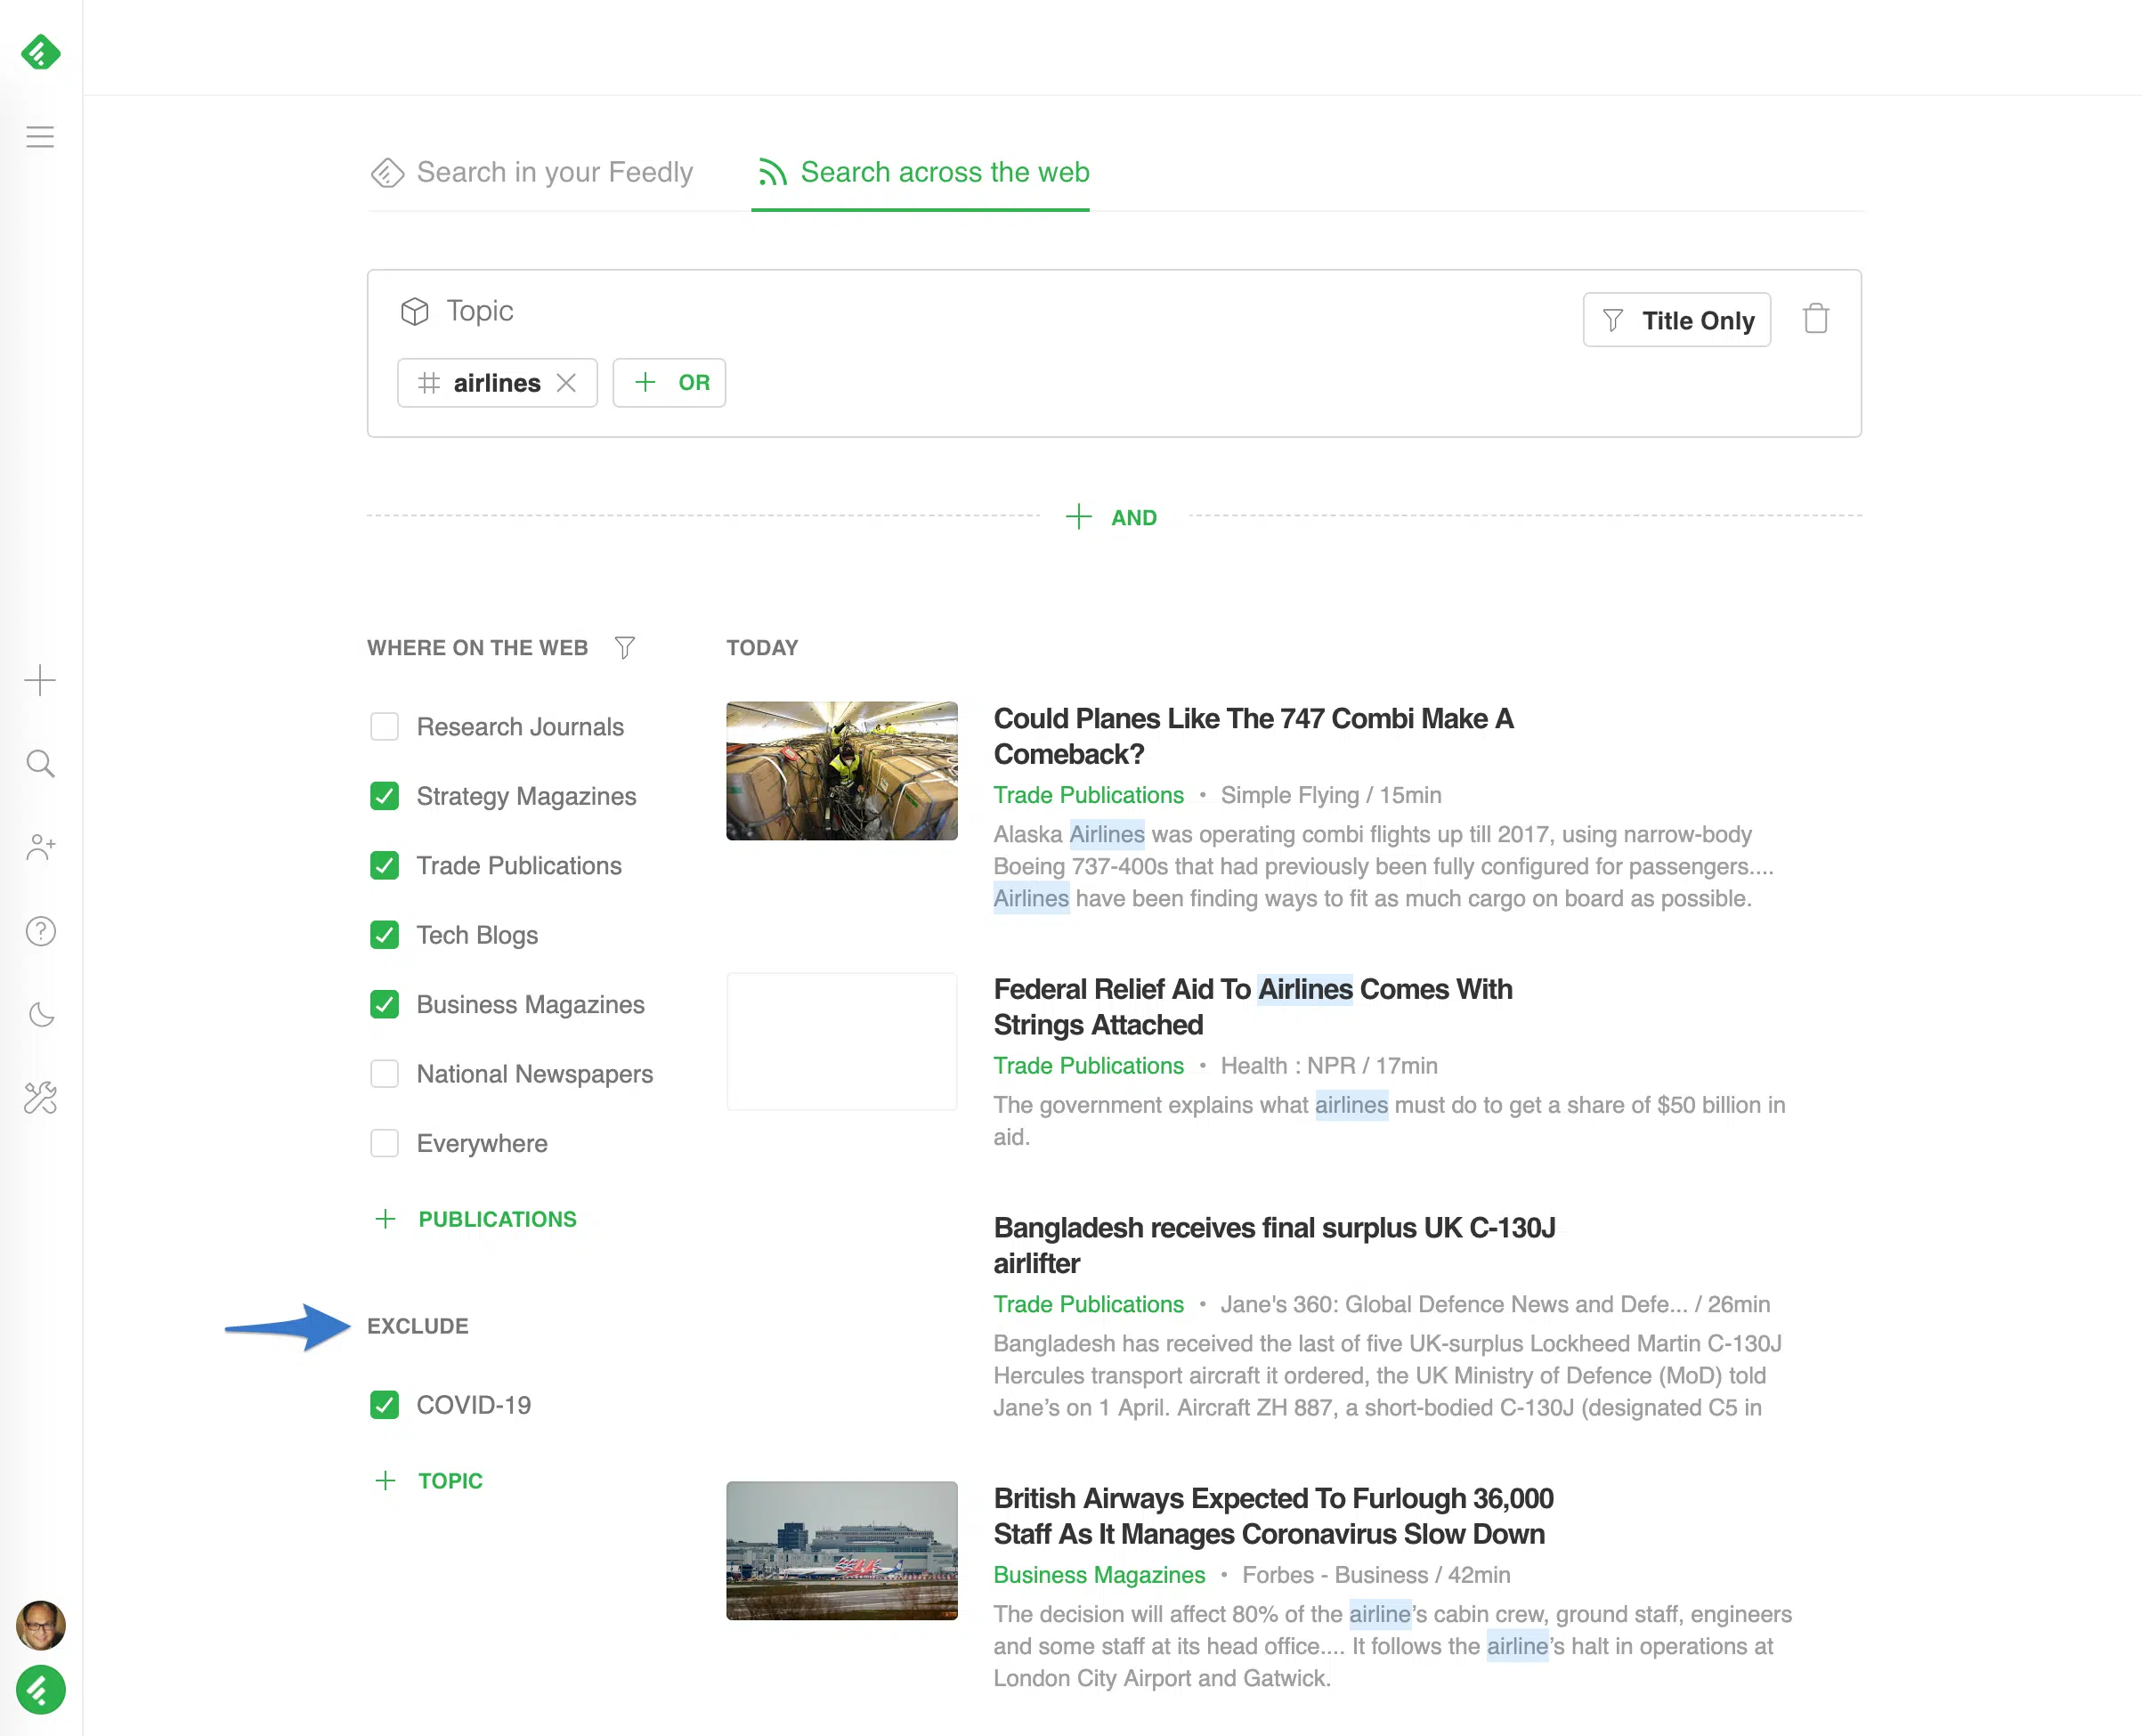 Search in your Feedly
Search across the web
Topic
Title Only
airlines
OR
AND
WHERE ON THE WEB
Research Journals
Strategy Magazines
Trade Publications
Tech Blogs
Business Magazines
National Newspapers
Everywhere
PUBLICATIONS
EXCLUDE
COVID-19
TOPIC
TODAY
Could Planes Like The 747 Combi Make A
Comeback?
Trade Publications • Simple Flying / 15min
Alaska Airlines was operating combi flights up till 2017, using narrow-body
Boeing 737-400s that had previously been fully configured for passengers....
Airlines have been finding ways to fit as much cargo on board as possible.
Federal Relief Aid To Airlines Comes With
Strings Attached
Trade Publications • Health : NPR / 17min
The government explains what airlines must do to get a share of $50 billion in
aid.
Bangladesh receives final surplus UK C-130J
airlifter
Trade Publications • Jane's 360: Global Defence News and Defe... / 26min
Bangladesh has received the last of five UK-surplus Lockheed Martin C-130J
Hercules transport aircraft it ordered, the UK Ministry of Defence (MoD) told
Jane’s on 1 April. Aircraft ZH 887, a short-bodied C-130J (designated C5 in
British Airways Expected To Furlough 36,000
Staff As It Manages Coronavirus Slow Down
Business Magazines • Forbes - Business / 42min
The decision will affect 80% of the airline’s cabin crew, ground staff, engineers
and some staff at its head office.... It follows the airline’s halt in operations at
London City Airport and Gatwick.